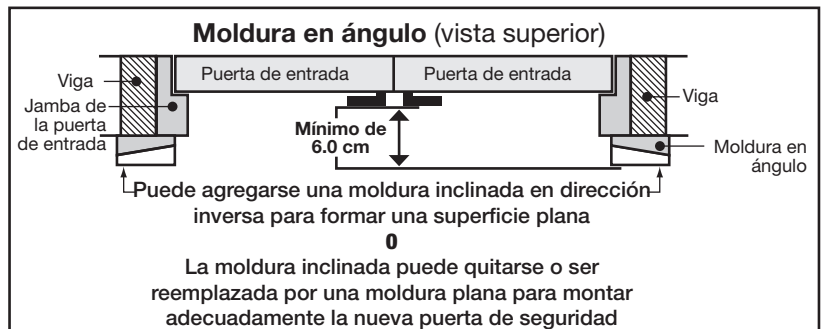 Moldura en ángulo (vista superior)
Puerta de entrada
Puerta de entrada
Viga
Jamba de
la puerta
de entrada
Mínimo de
6.0 cm
Viga
Moldura en
ángulo
Puede agregarse una moldura inclinada en dirección
inversa para formar una superficie plana
O
La moldura inclinada puede quitarse o ser
reemplazada por una moldura plana para montar
adecuadamente la nueva puerta de seguridad